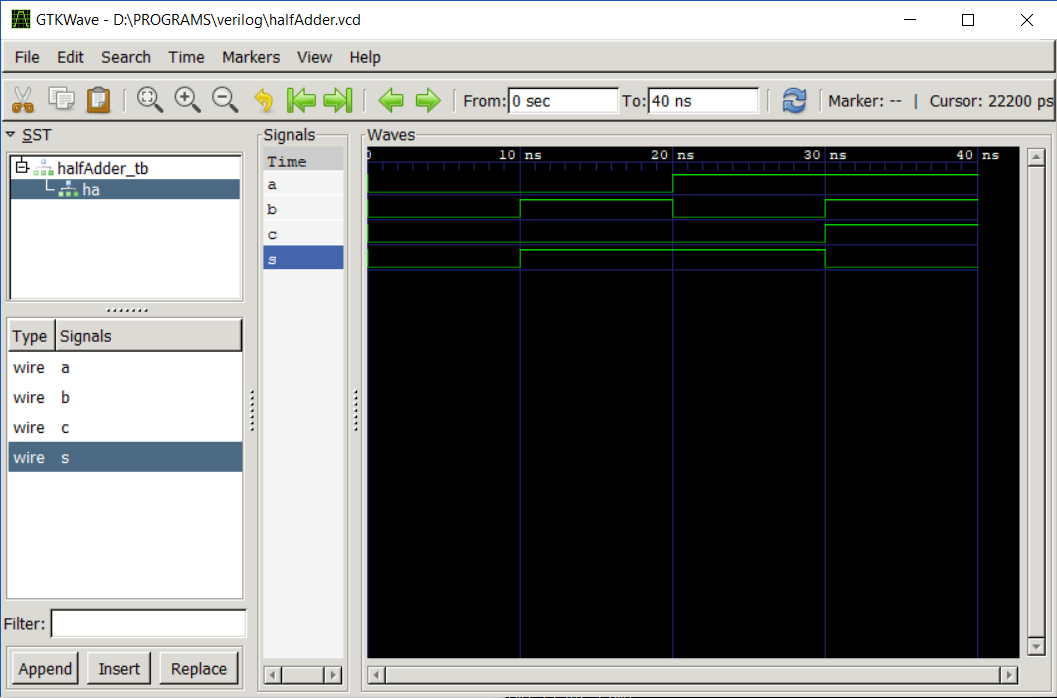 GTKWave - D:\PROGRAMS\verilog\halfAdder.vcd
File Edit Search Time Markers View Help
From: 0 sec To: 40 ns Marker: -- | Cursor: 22200 ps
SST
halfAdder_tb
ha
Type Signals
wire a
wire b
wire c
wire s
Filter:
Append Insert Replace
Signals
Time
a
b
c
s
Waves
0 10 ns 20 ns 30 ns 40 ns